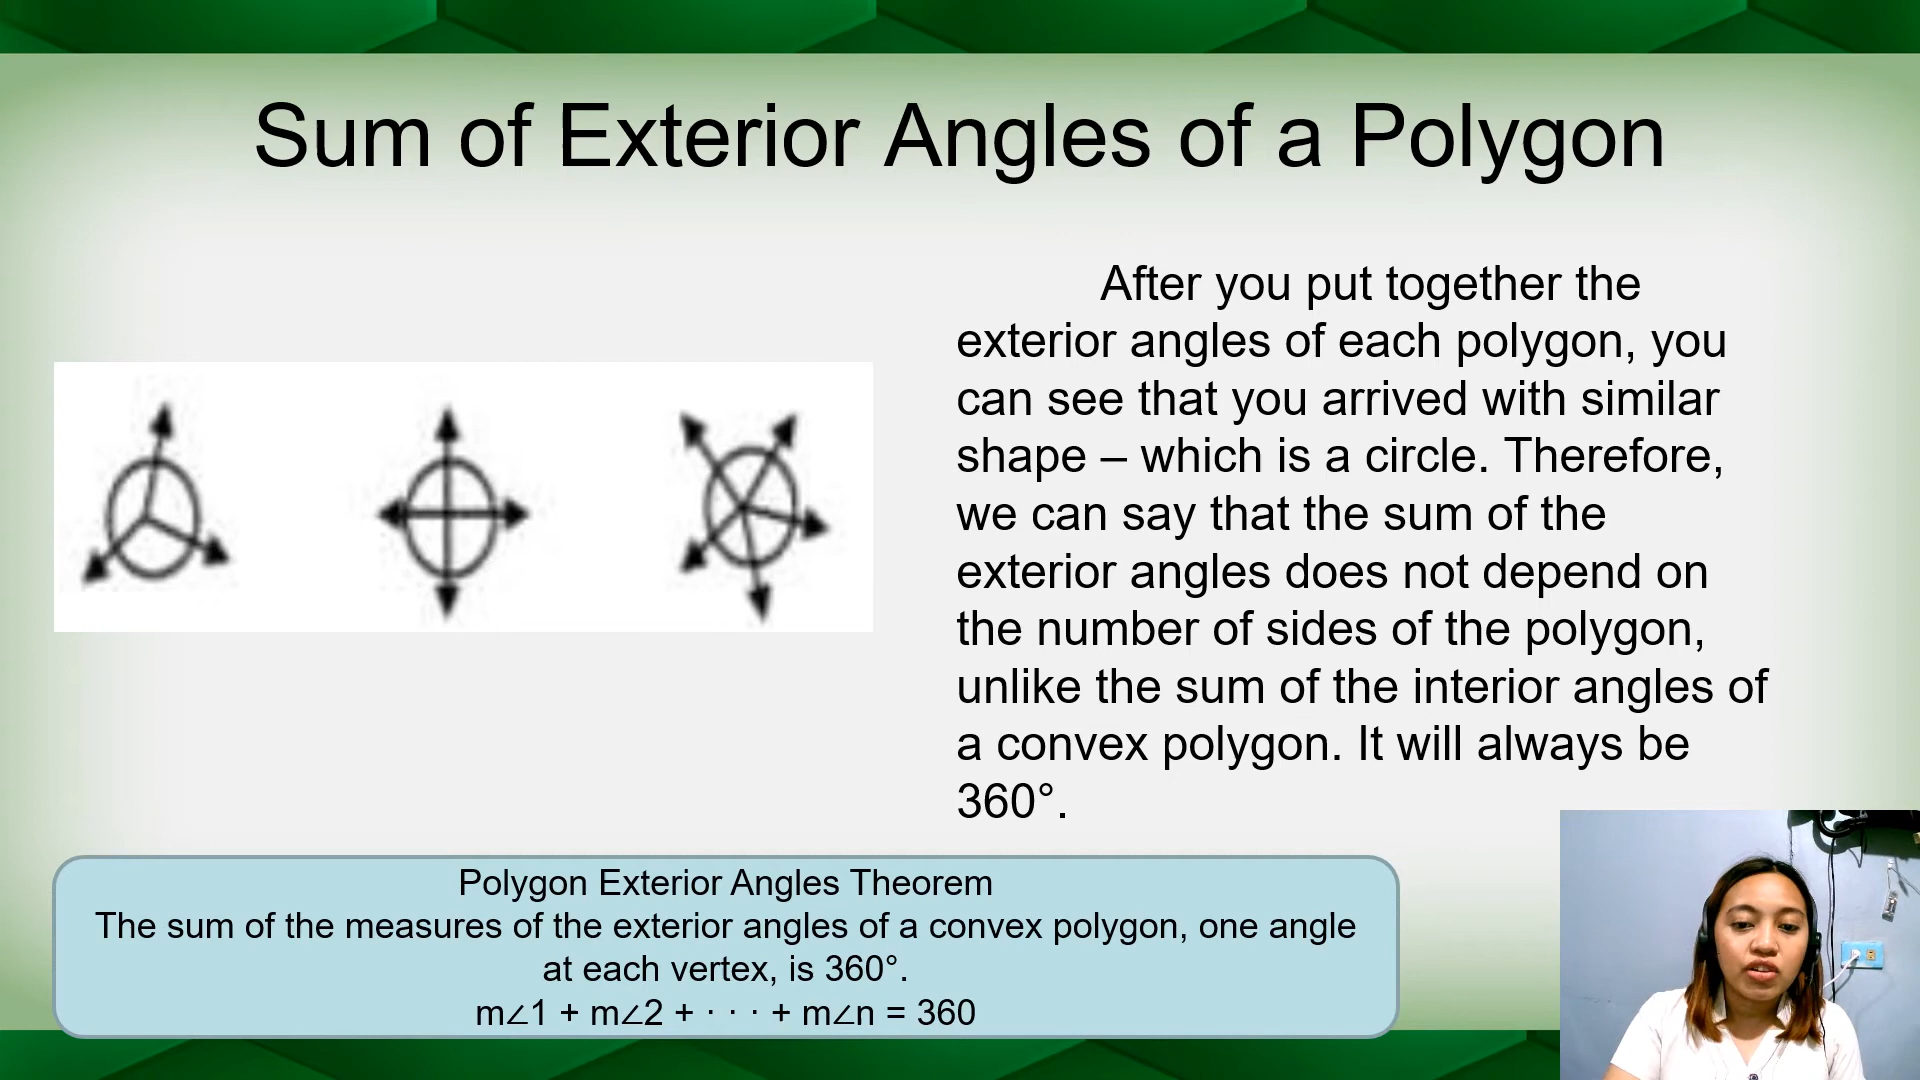 Sum of Exterior Angles of a Polygon
After you put together the
exterior angles of each polygon, you
can see that you arrived with similar
shape – which is a circle. Therefore,
we can say that the sum of the
exterior angles does not depend on
the number of sides of the polygon,
unlike the sum of the interior angles of
a convex polygon. It will always be
360°.
Polygon Exterior Angles Theorem
The sum of the measures of the exterior angles of a convex polygon, one angle
at each vertex, is 360°.
m∠1 + m∠2 + · · · + m∠n = 360